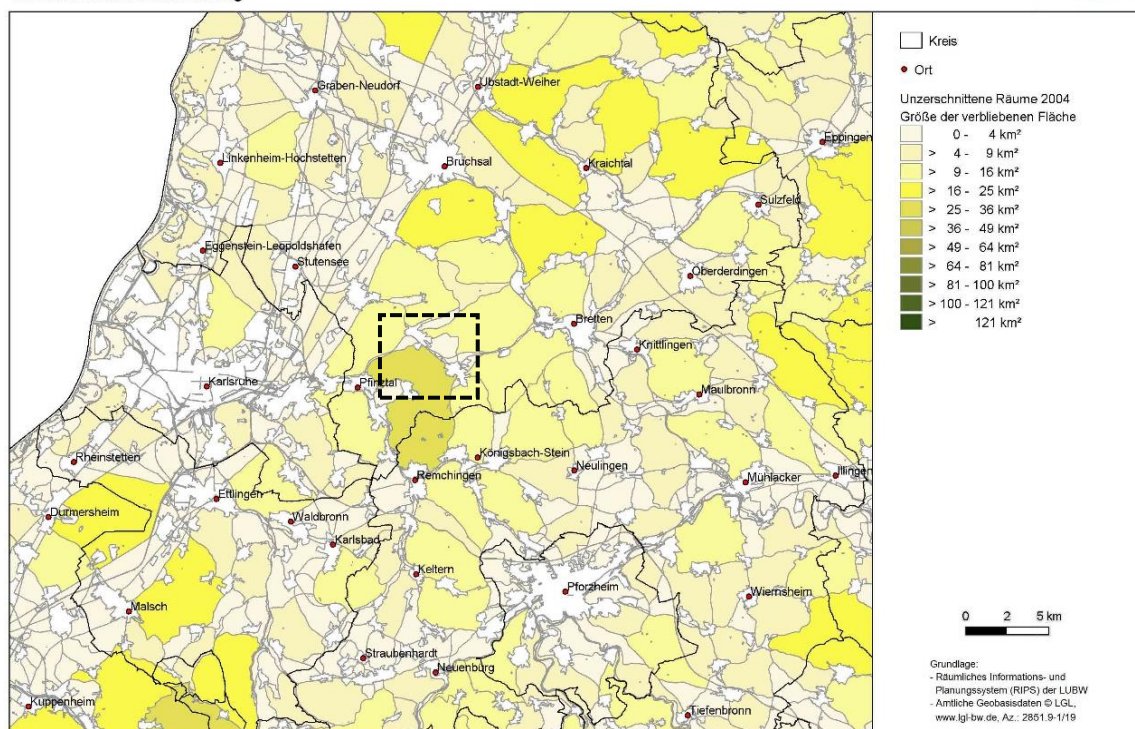 Kreis
Ort
Unzerschnittene Räume 2004
Größe der verbliebenen Fläche
0 - 4 km²
> 4 - 9 km²
> 9 - 16 km²
> 16 - 25 km²
> 25 - 36 km²
> 36 - 49 km²
> 49 - 64 km²
> 64 - 81 km²
> 81 - 100 km²
> 100 - 121 km²
> 121 km²
Graben-Neudorf
Ubstadt-Weiher
Eppingen
Linkenheim-Hochstetten
Bruchsal
Kraichtal
Sulzfeld
Eggenstein-Leopoldshafen
Stutensee
Oberderdingen
Bretten
Knittlingen
Karlsruhe
Pfinztal
Maulbronn
Rheinstetten
Königsbach-Stein
Remchingen
Neulingen
Mühlacker
Illingen
Ettlingen
Durmersheim
Waldbronn
Karlsbad
Keltern
Pforzheim
Wiernsheim
Malsch
Straubenhardt
Neuenburg
Kuppenheim
Tiefenbronn
0 2 5 km
Grundlage:
- Räumliches Informations- und
Planungssystem (RIPS) der LUBW
- Amtliche Geobasisdaten © LGL,
www.lgl-bw.de, Az.: 2851.9-1/19